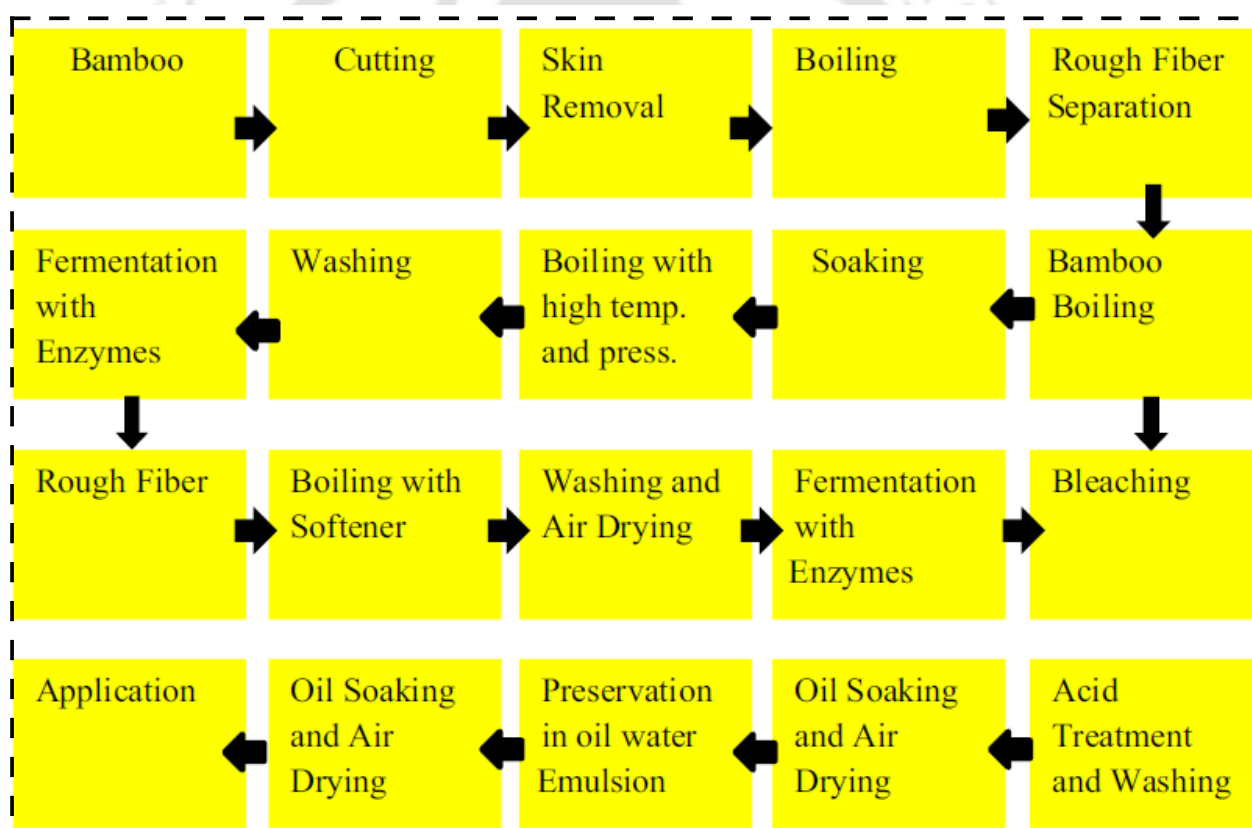 Bamboo
Cutting
Skin
Removal
Boiling
Rough Fiber
Separation
Fermentation
with
Enzymes
Washing
Boiling with
high temp.
and press.
Soaking
Bamboo
Boiling
Rough Fiber
Boiling with
Softener
Washing and
Air Drying
Fermentation
with
Enzymes
Bleaching
Application
Oil Soaking
and Air
Drying
Preservation
in oil water
Emulsion
Oil Soaking
and Air
Drying
Acid
Treatment
and Washing